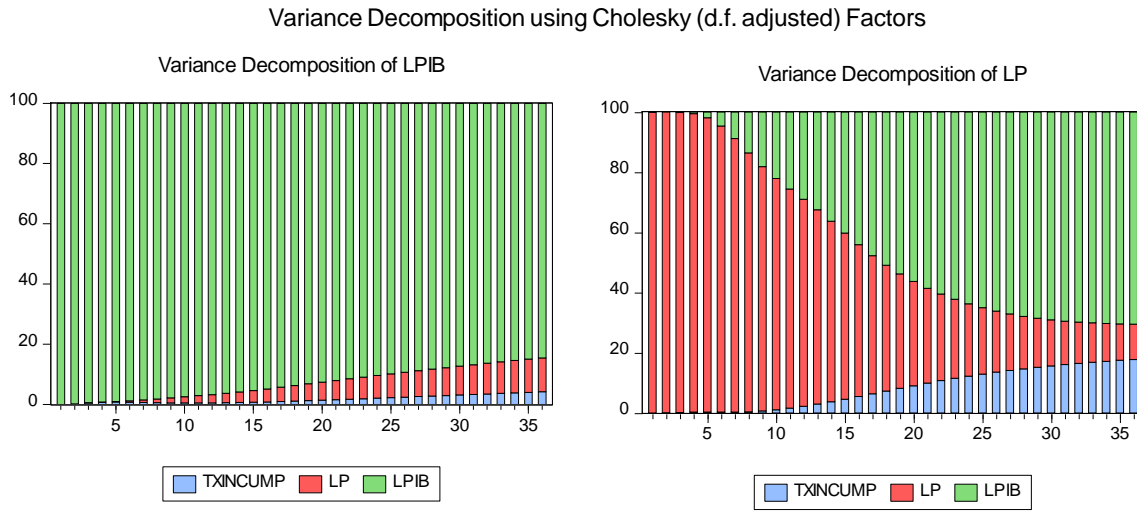 Variance Decomposition using Cholesky (d.f. adjusted) Factors
Variance Decomposition of LPIB
100
80
60
40
20
0
5 10 15 20 25 30 35
TXINCUMP LP LPIB
Variance Decomposition of LP
100
80
60
40
20
0
5 10 15 20 25 30 35
TXINCUMP LP LPIB